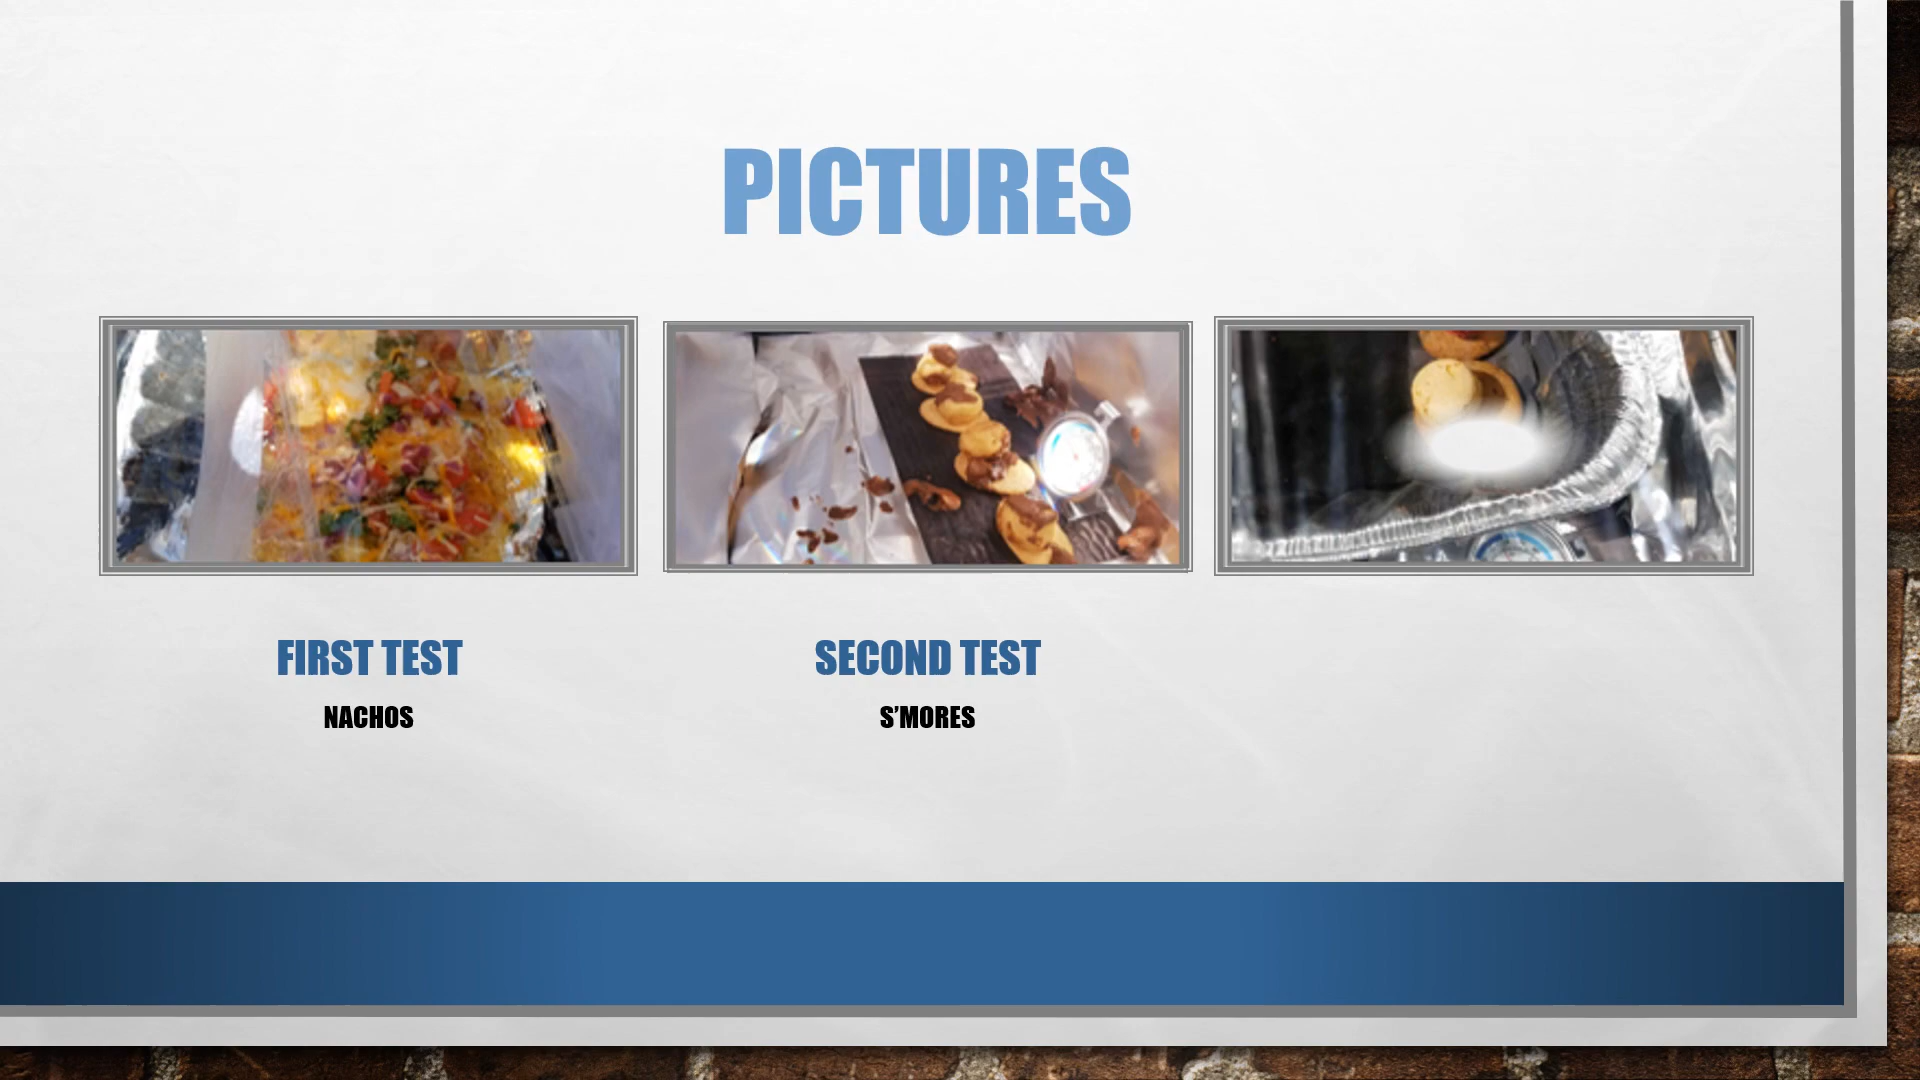 PICTURES
FIRST TEST
NACHOS
SECOND TEST
S’MORES